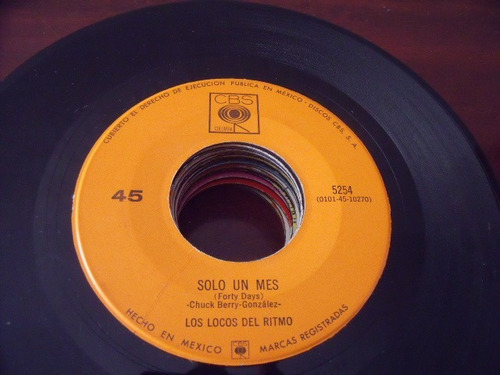 CUBIERTO EL DERECHO DE EJECUCION PUBLICA EN MEXICO - DISCOS CBS, S. A.
CBS
45
5254
(0101-45-10270)
SOLO UN MES
(Forty Days)
-Chuck Berry-González-
LOS LOCOS DEL RITMO
HECHO EN MEXICO
MARCAS REGISTRADAS